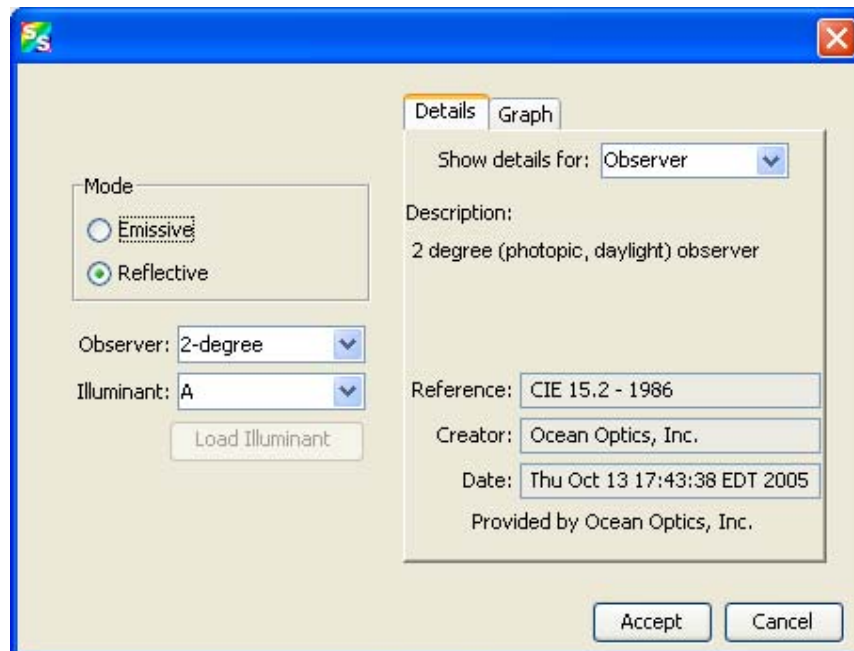 SS
Mode
Emissive
Reflective
Observer: 2-degree
Illuminant: A
Load Illuminant
Details Graph
Show details for: Observer
Description:
2 degree (photopic, daylight) observer
Reference: CIE 15.2 - 1986
Creator: Ocean Optics, Inc.
Date: Thu Oct 13 17:43:38 EDT 2005
Provided by Ocean Optics, Inc.
Accept Cancel